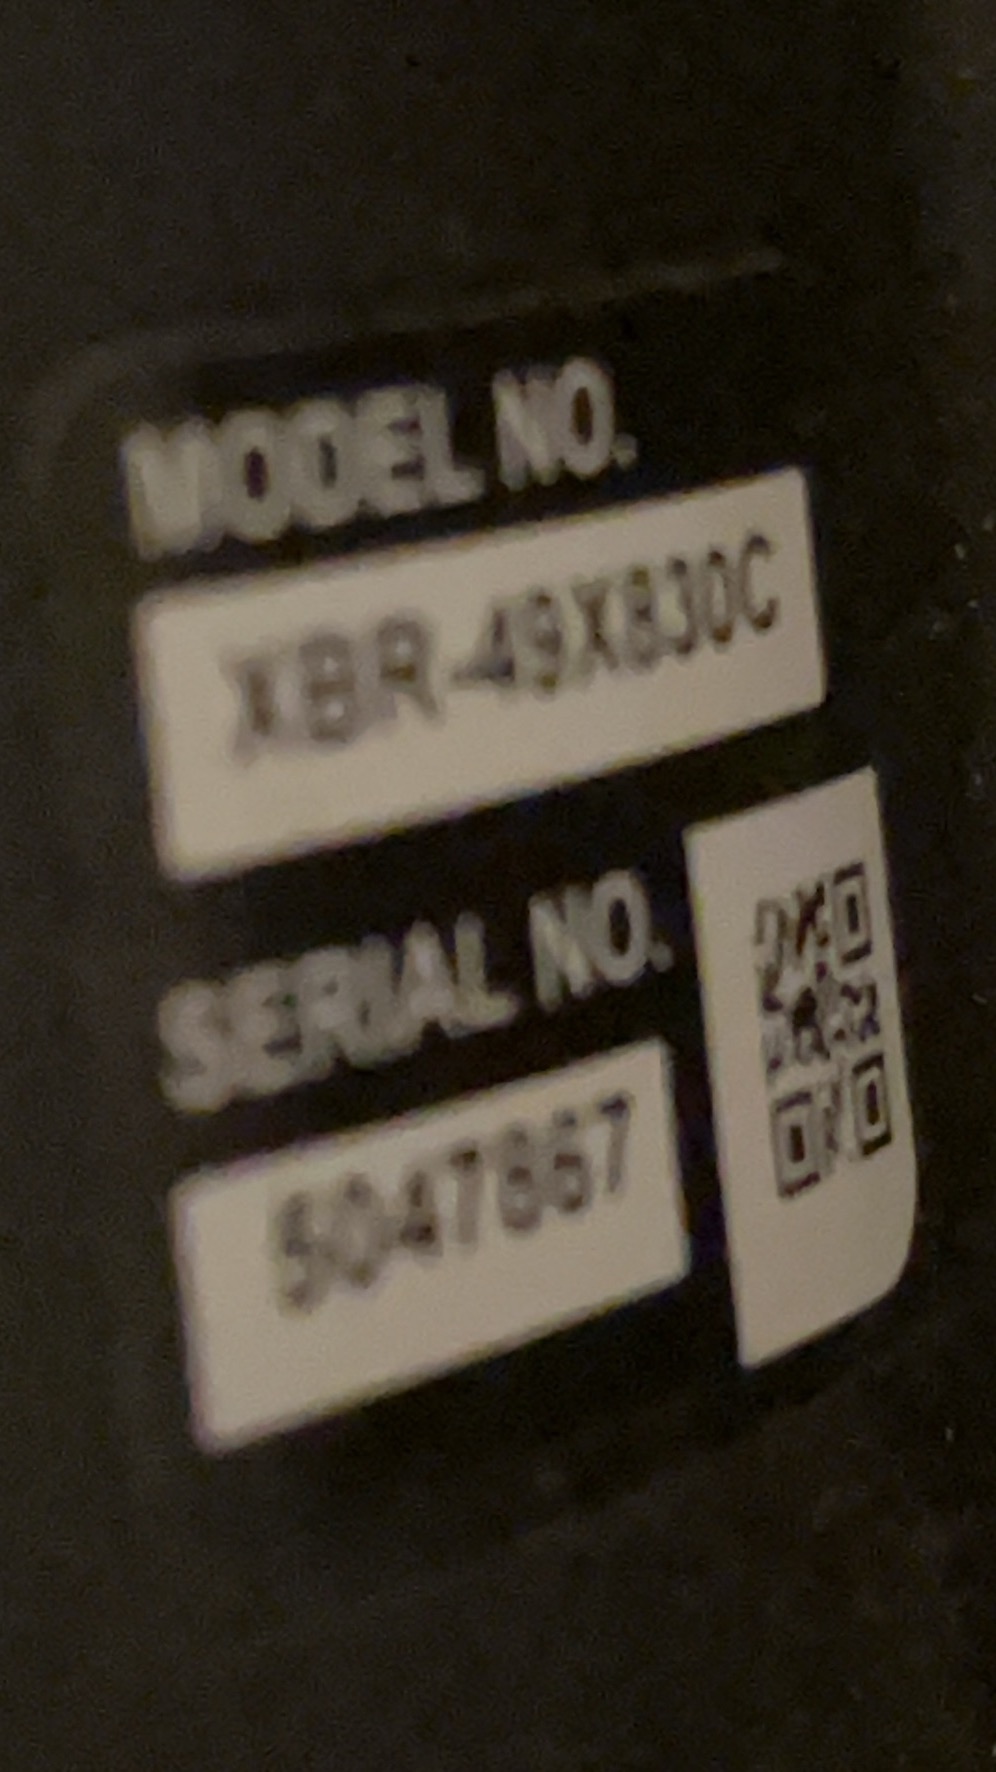 MODEL NO.
XBR-49X830C
SERIAL NO.